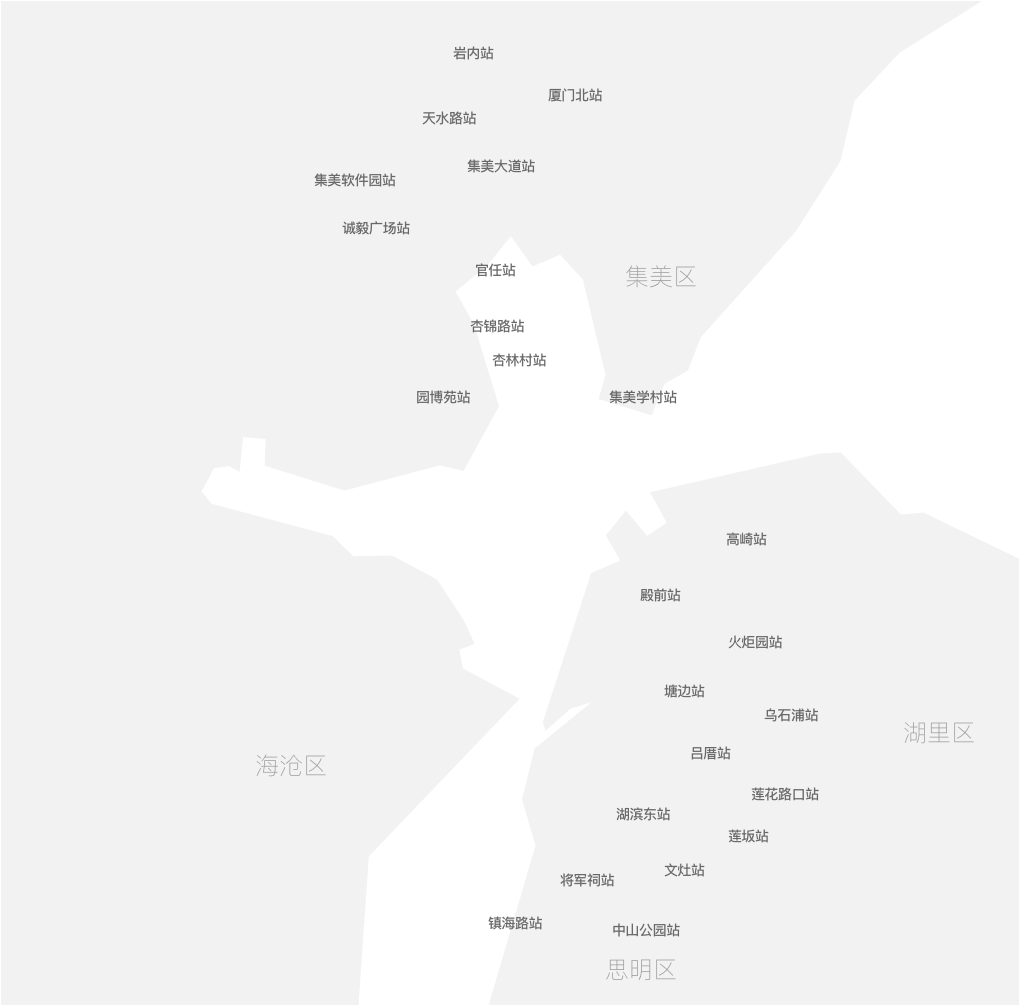 岩内站
厦门北站
天水路站
集美大道站
集美软件园站
诚毅广场站
官任站
集美区
杏锦路站
杏林村站
园博苑站
集美学村站
高崎站
殿前站
火炬园站
塘边站
乌石浦站
湖里区
吕厝站
海沧区
莲花路口站
湖滨东站
莲坂站
文灶站
将军祠站
镇海路站
中山公园站
思明区